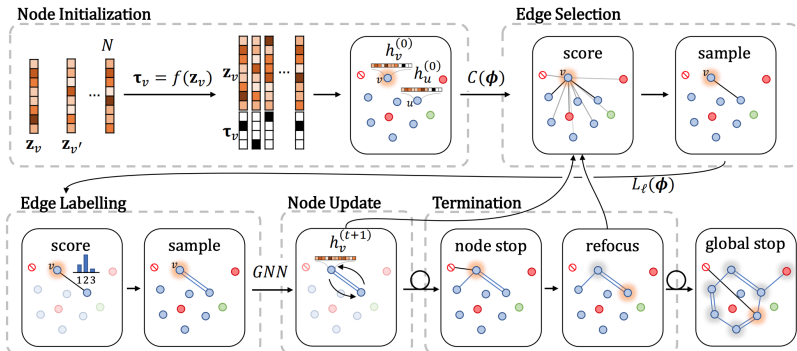 Node Initialization
N
...
𝐳_v
𝐳_v′
𝛕_v = f(𝐳_v)
𝐳_v
...
𝛕_v
h_v^(0)
v
h_u^(0)
u
C(𝝓)
Edge Selection
score
v
sample
v
L_ℓ(𝝓)
Edge Labelling
score
v
1 2 3
sample
v
GNN
Node Update
h_v^(t+1)
Termination
node stop
refocus
global stop